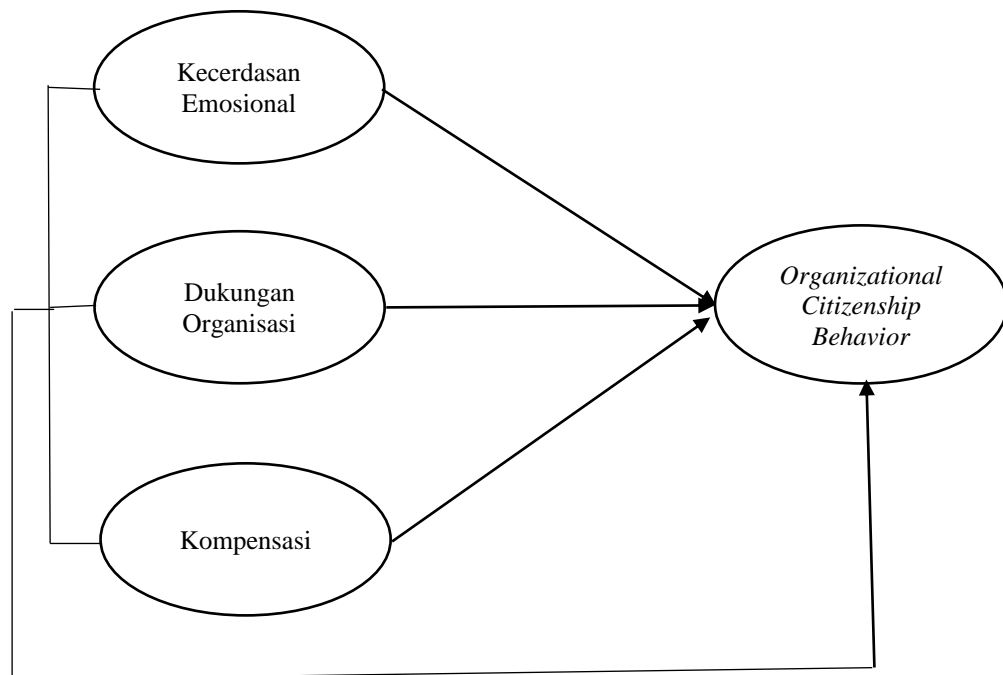 Kecerdasan
Emosional
Dukungan
Organisasi
Kompensasi
Organizational
Citizenship
Behavior